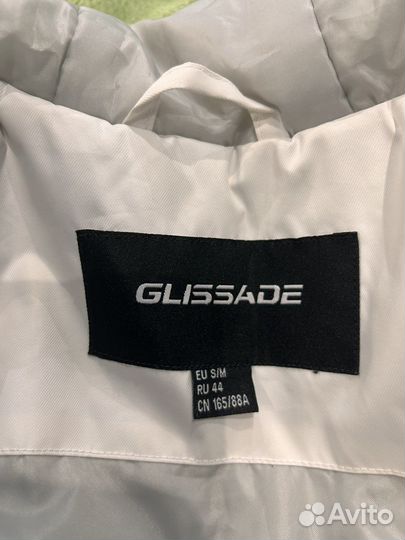 GLISSADE
EU S/M
RU 44
CN 165/88A
Avito